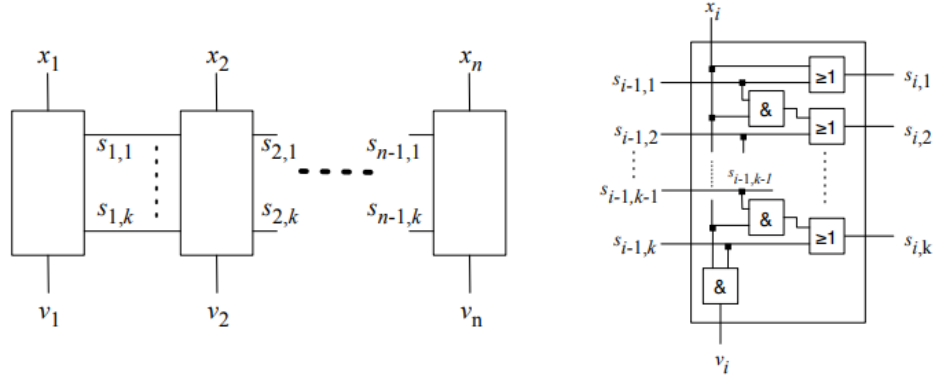 x₁ x₂ xₙ
s₁,₁ s₂,₁ sₙ₋₁,₁
s₁,ₖ s₂,ₖ sₙ₋₁,ₖ
v₁ v₂ vₙ
xᵢ
≥1
sᵢ₋₁,₁ sᵢ,₁
&
≥1
sᵢ₋₁,₂ sᵢ,₂
sᵢ₋₁,ₖ₋₁ sᵢ₋₁,ₖ₋₁
&
≥1
sᵢ₋₁,ₖ sᵢ,ₖ
&
vᵢ